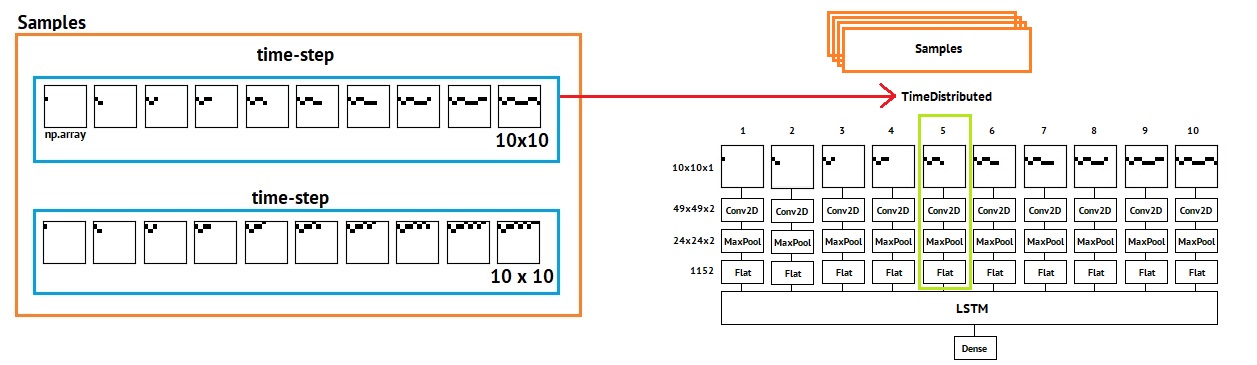 Samples
time-step
np.array
10x10
time-step
10 x 10
Samples
TimeDistributed
1 2 3 4 5 6 7 8 9 10
10x10x1
49x49x2 Conv2D Conv2D Conv2D Conv2D Conv2D Conv2D Conv2D Conv2D Conv2D Conv2D
24x24x2 MaxPool MaxPool MaxPool MaxPool MaxPool MaxPool MaxPool MaxPool MaxPool MaxPool
1152 Flat Flat Flat Flat Flat Flat Flat Flat Flat Flat
LSTM
Dense